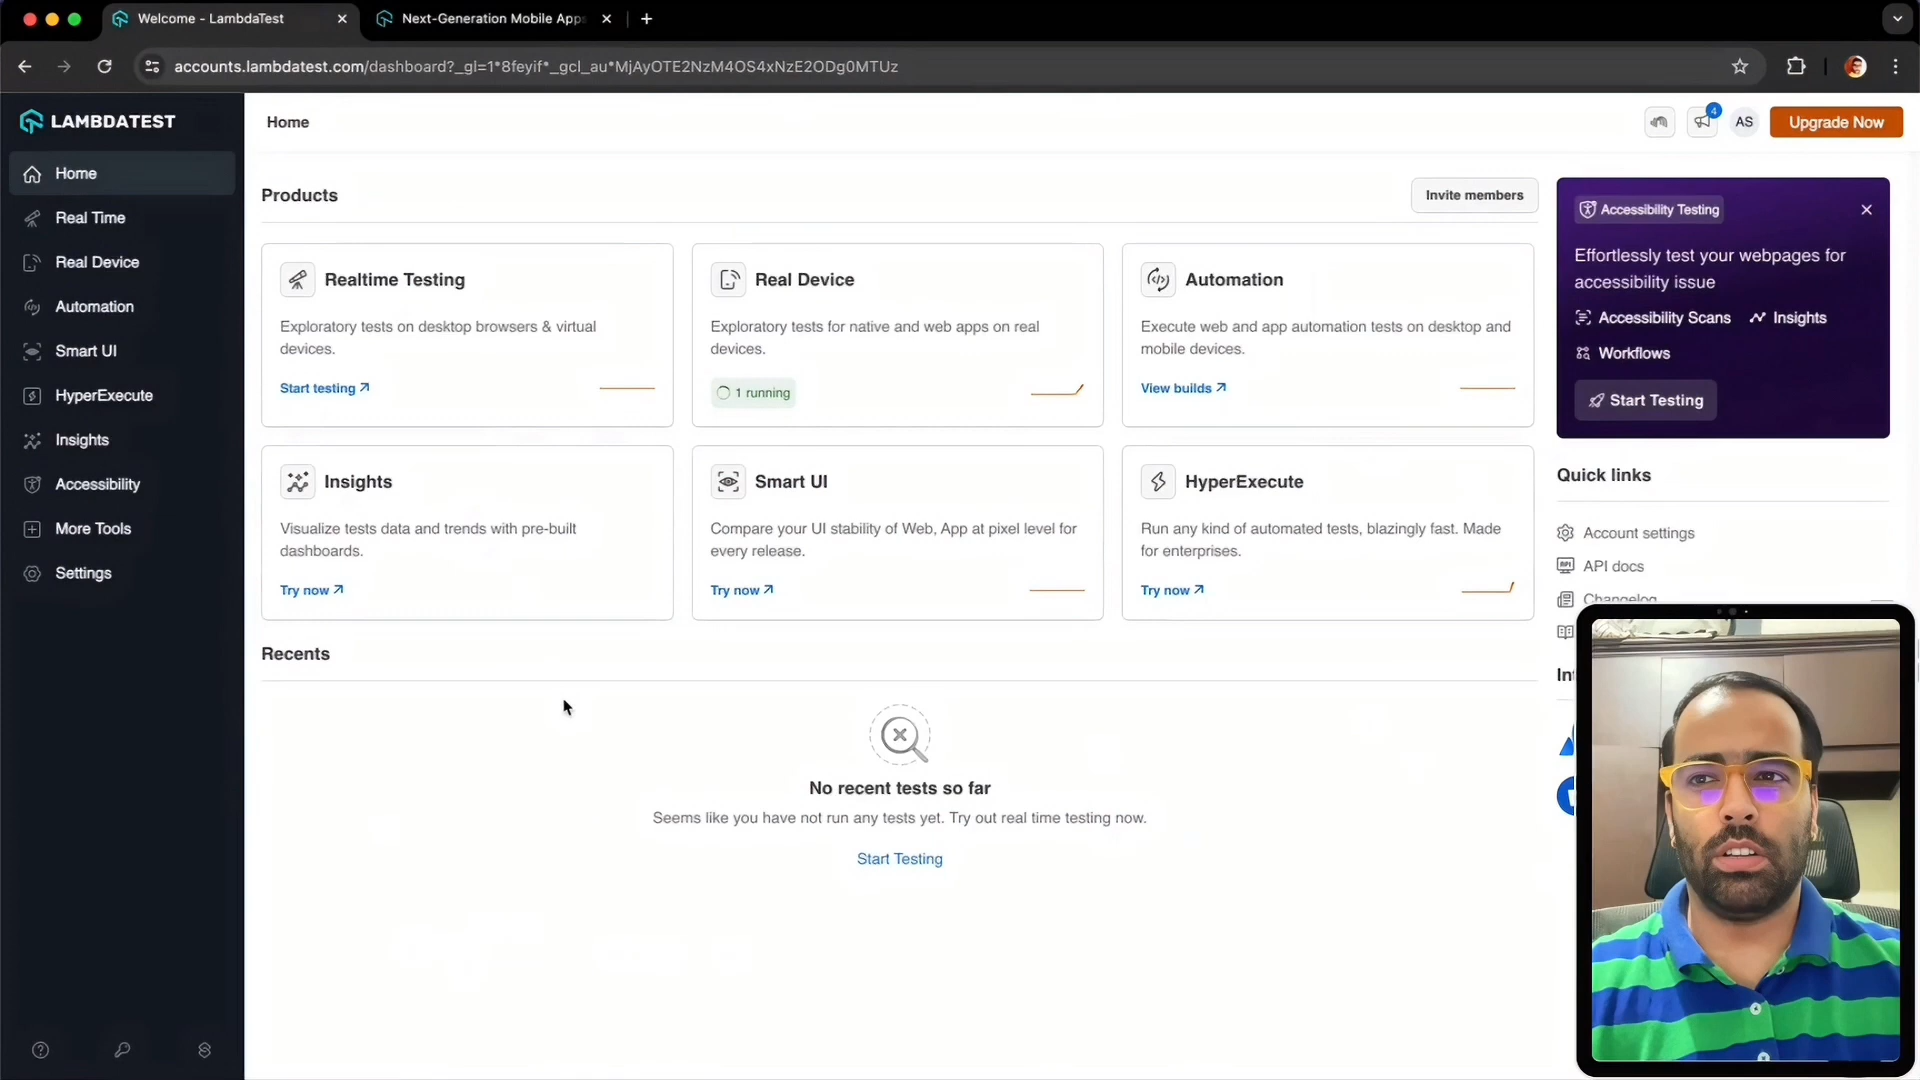 Welcome - LambdaTest
Next-Generation Mobile Apps
accounts.lambdatest.com/dashboard?_gl=1*8feyif*_gcl_au*MjAyOTE2NzM4OS4xNzE2ODg0MTUz
LAMBDATEST
Home
Real Time
Real Device
Automation
Smart UI
HyperExecute
Insights
Accessibility
More Tools
Settings
Home
4
AS
Upgrade Now
Products
Invite members
Realtime Testing
Exploratory tests on desktop browsers & virtual
devices.
Start testing
Real Device
Exploratory tests for native and web apps on real
devices.
1 running
Automation
Execute web and app automation tests on desktop and
mobile devices.
View builds
Insights
Visualize tests data and trends with pre-built
dashboards.
Try now
Smart UI
Compare your UI stability of Web, App at pixel level for
every release.
Try now
HyperExecute
Run any kind of automated tests, blazingly fast. Made
for enterprises.
Try now
Recents
No recent tests so far
Seems like you have not run any tests yet. Try out real time testing now.
Start Testing
Accessibility Testing
Effortlessly test your webpages for
accessibility issue
Accessibility Scans
Insights
Workflows
Start Testing
Quick links
Account settings
API docs
Changelog